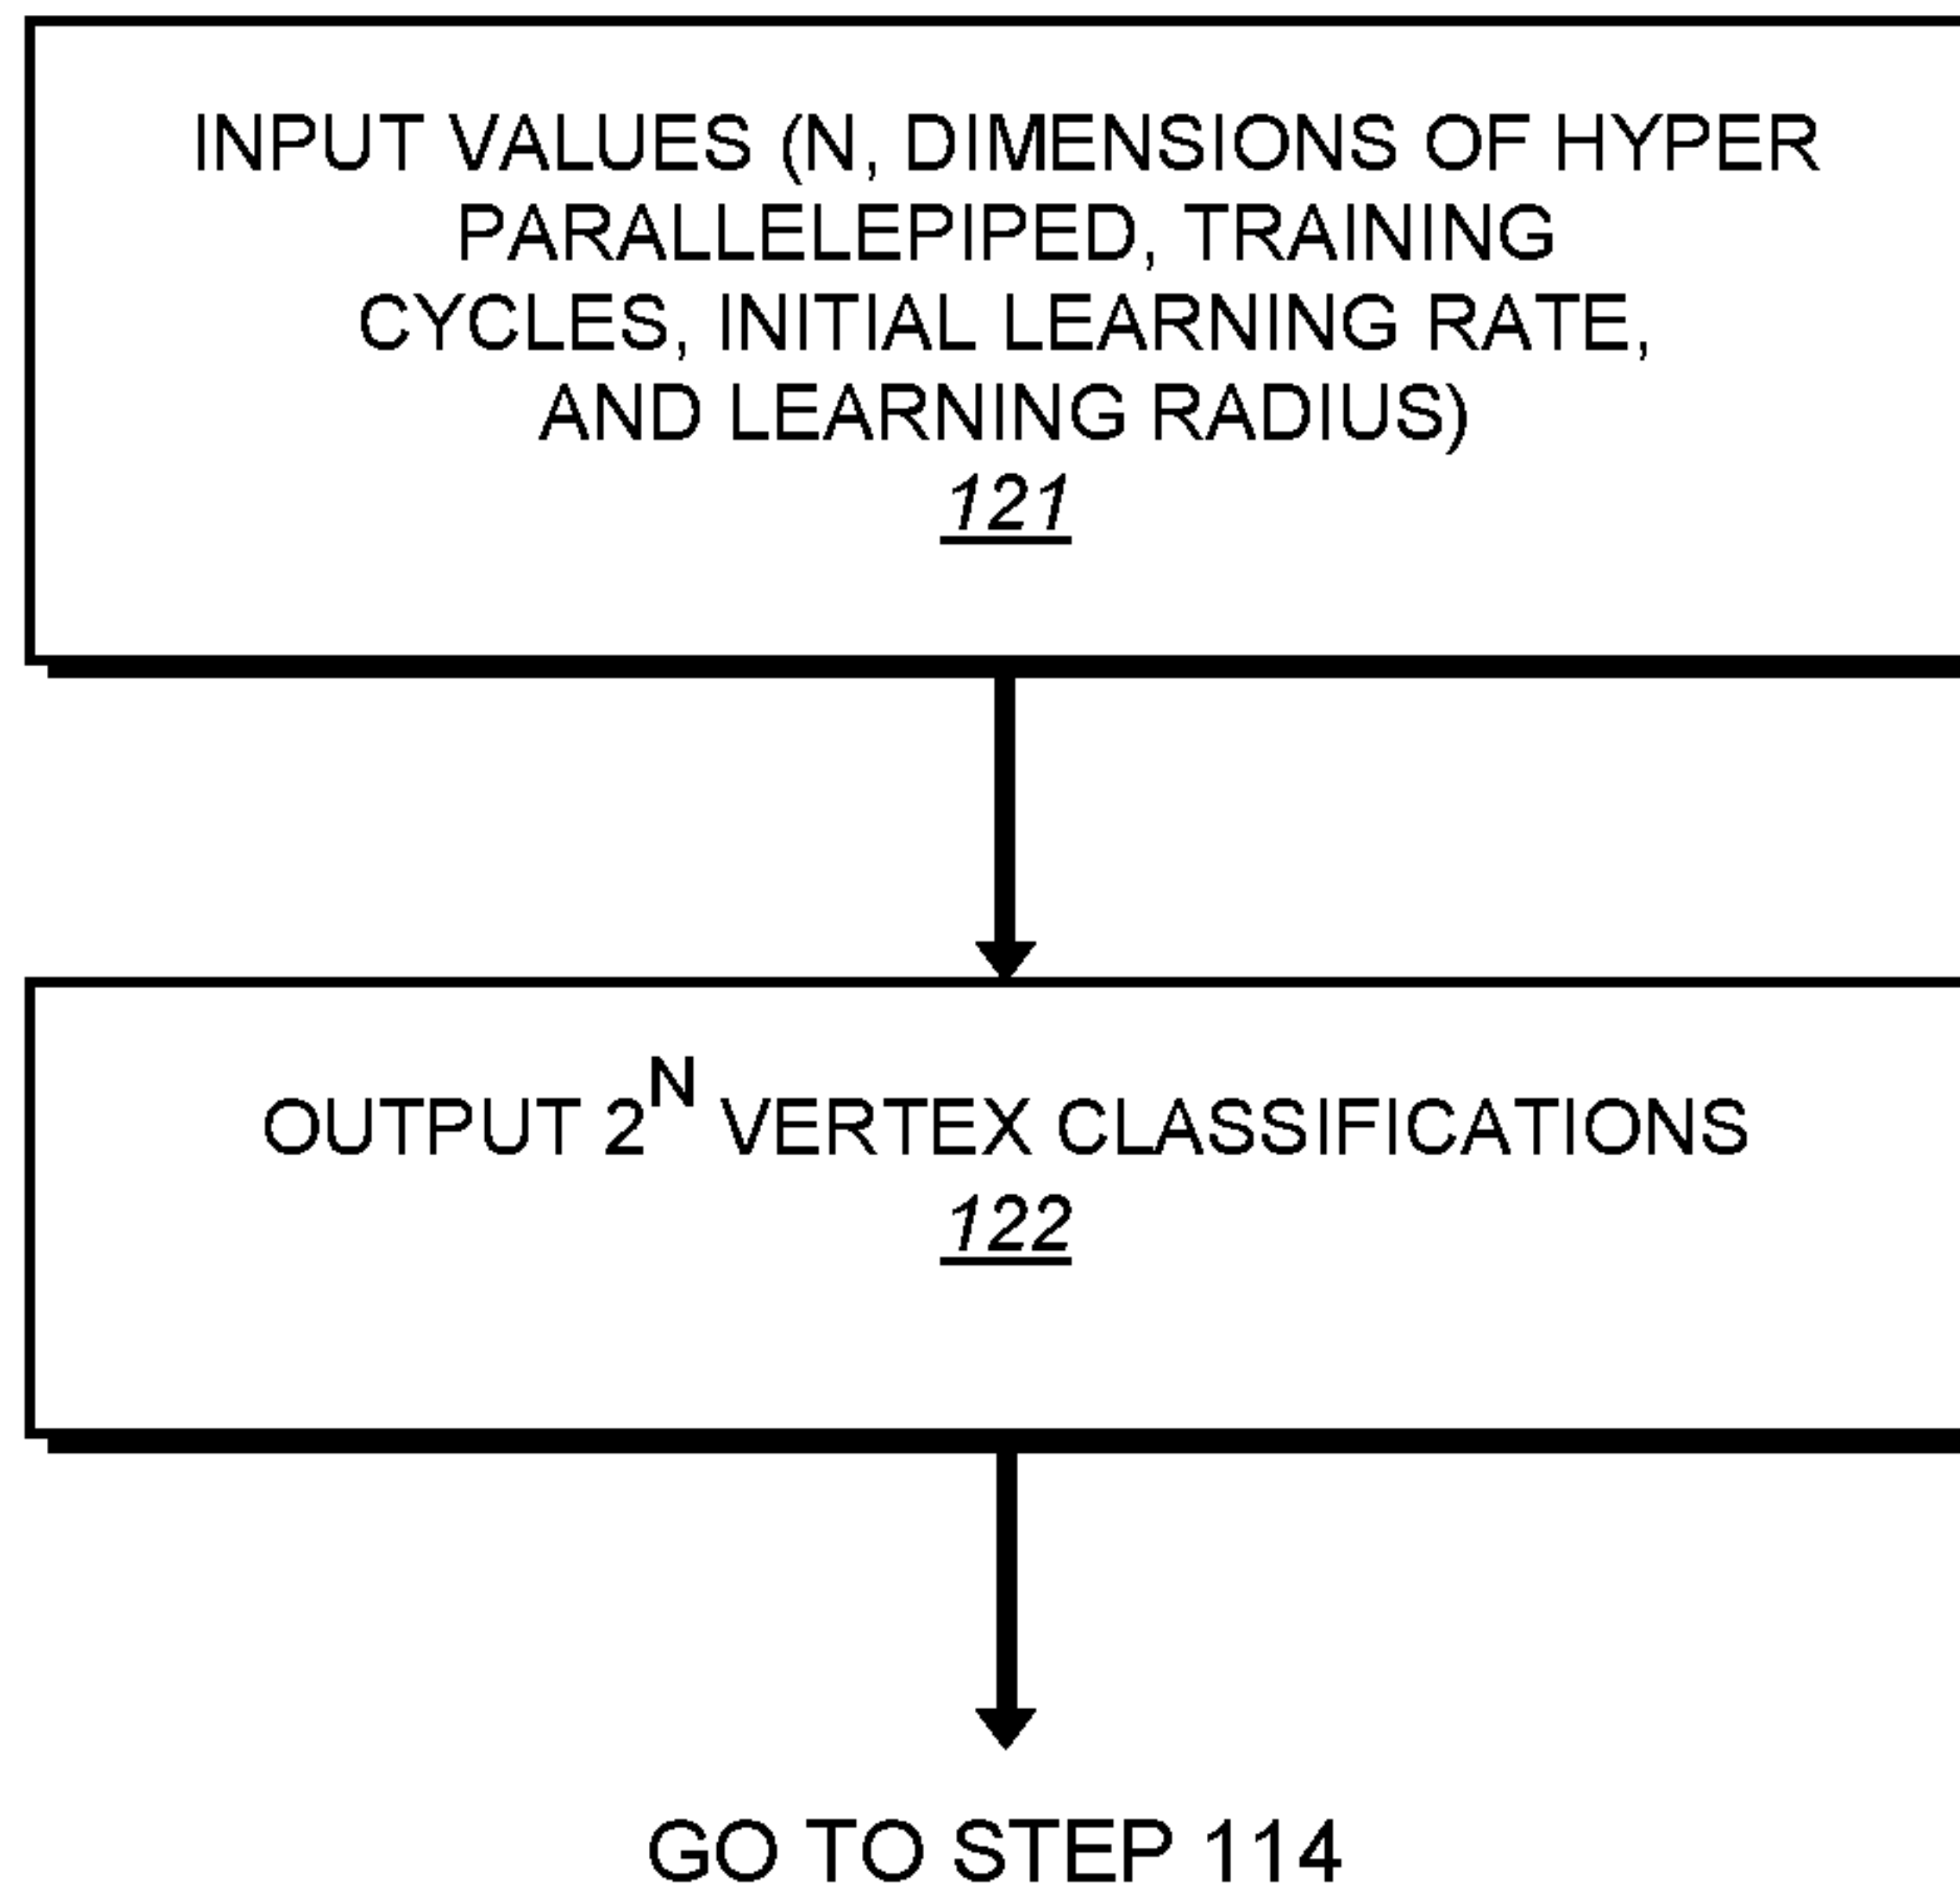 INPUT VALUES (N, DIMENSIONS OF HYPER
PARALLELEPIPED, TRAINING
CYCLES, INITIAL LEARNING RATE,
AND LEARNING RADIUS)
121
OUTPUT 2^N VERTEX CLASSIFICATIONS
122
GO TO STEP 114